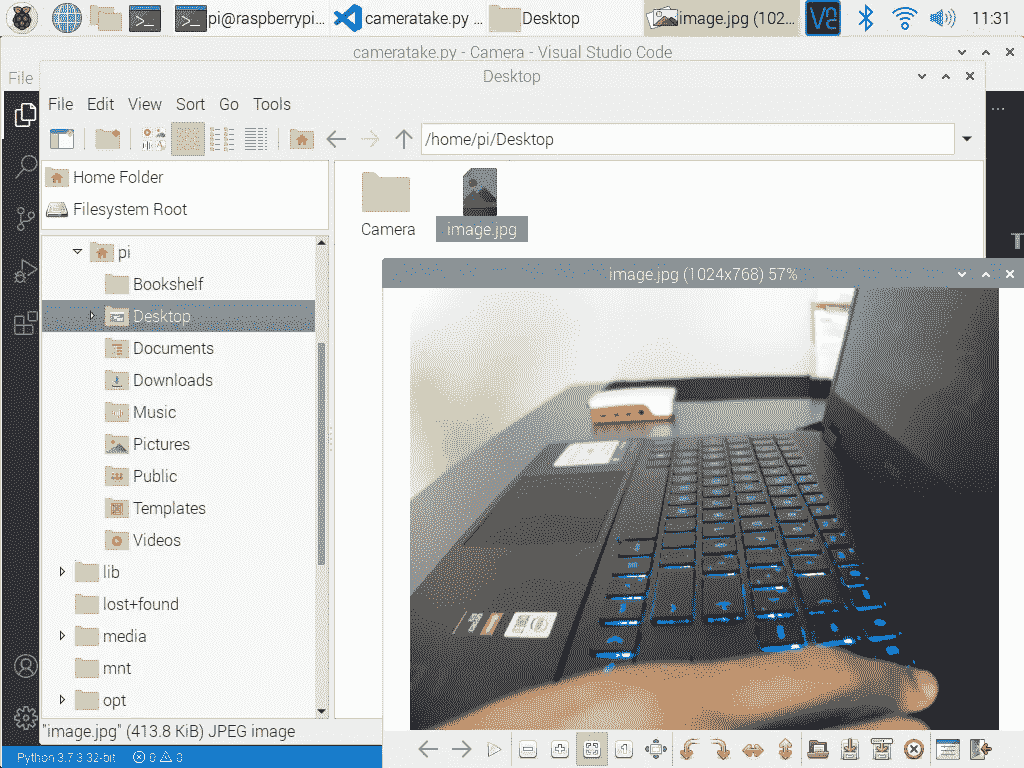 pi@raspberrypi... cameratake.py ... Desktop image.jpg (102... 11:31
cameratake.py - Camera - Visual Studio Code
File
Desktop
File Edit View Sort Go Tools
/home/pi/Desktop
Home Folder
Filesystem Root
Camera
image.jpg
pi
Bookshelf
Desktop
Documents
Downloads
Music
Pictures
Public
Templates
Videos
lib
lost+found
media
mnt
opt
image.jpg (1024x768) 57%
"image.jpg" (413.8 KiB) JPEG image
Python 3.7.3 32-bit 0 0